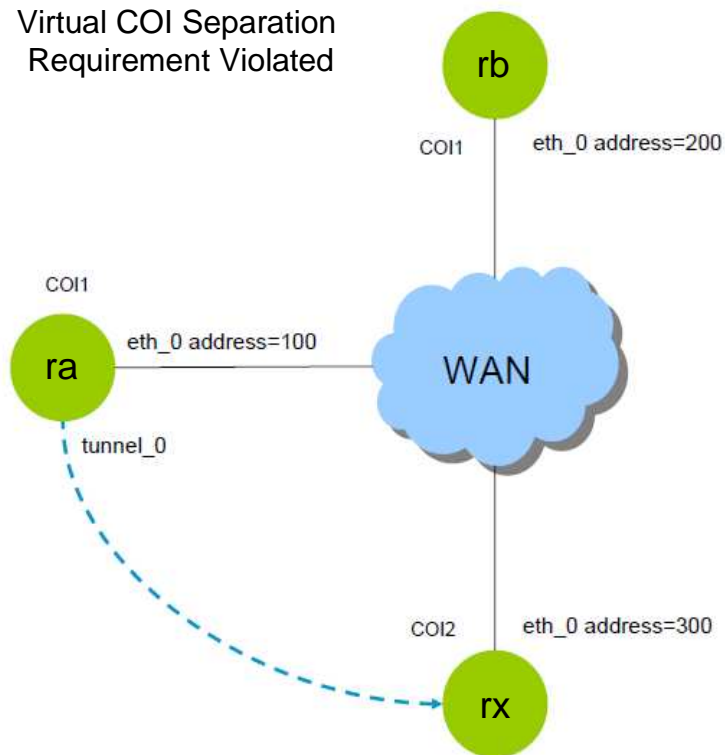 Virtual COI Separation
Requirement Violated
rb
COI1
eth_0 address=200
COI1
ra
eth_0 address=100
WAN
tunnel_0
COI2
eth_0 address=300
rx